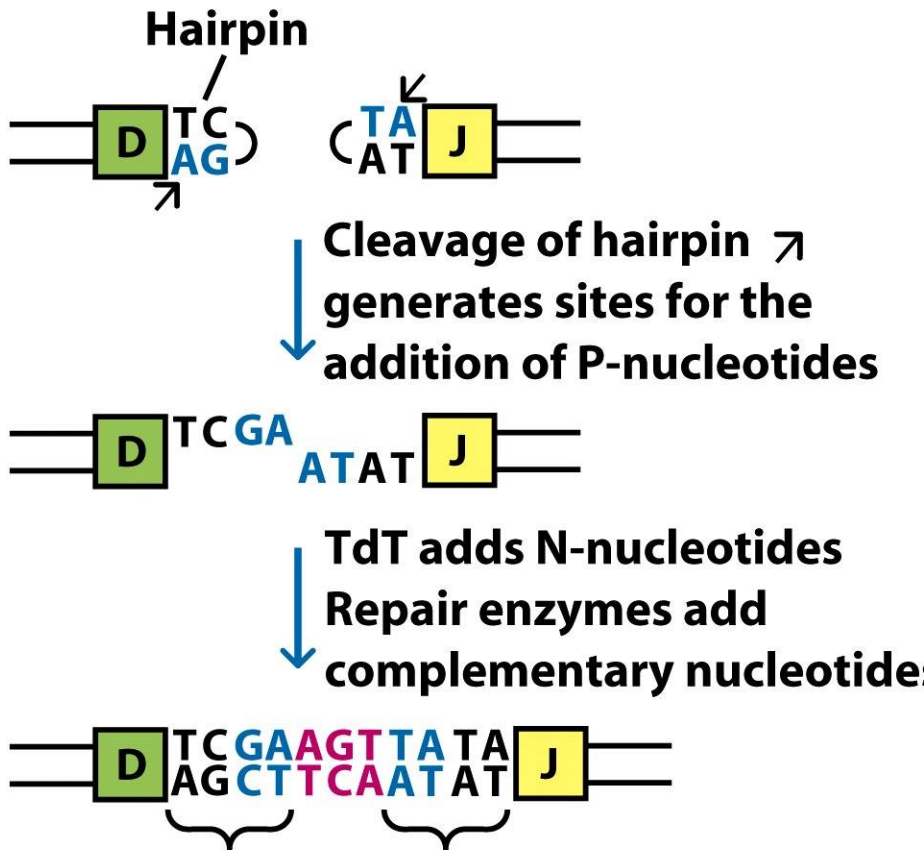 Hairpin
D TC TA J
AG AT
Cleavage of hairpin
generates sites for the
addition of P-nucleotides
D TCGA J
ATAT
TdT adds N-nucleotides
Repair enzymes add
complementary nucleotides
D TCGAAGTTATA J
AGCTTCAATAT